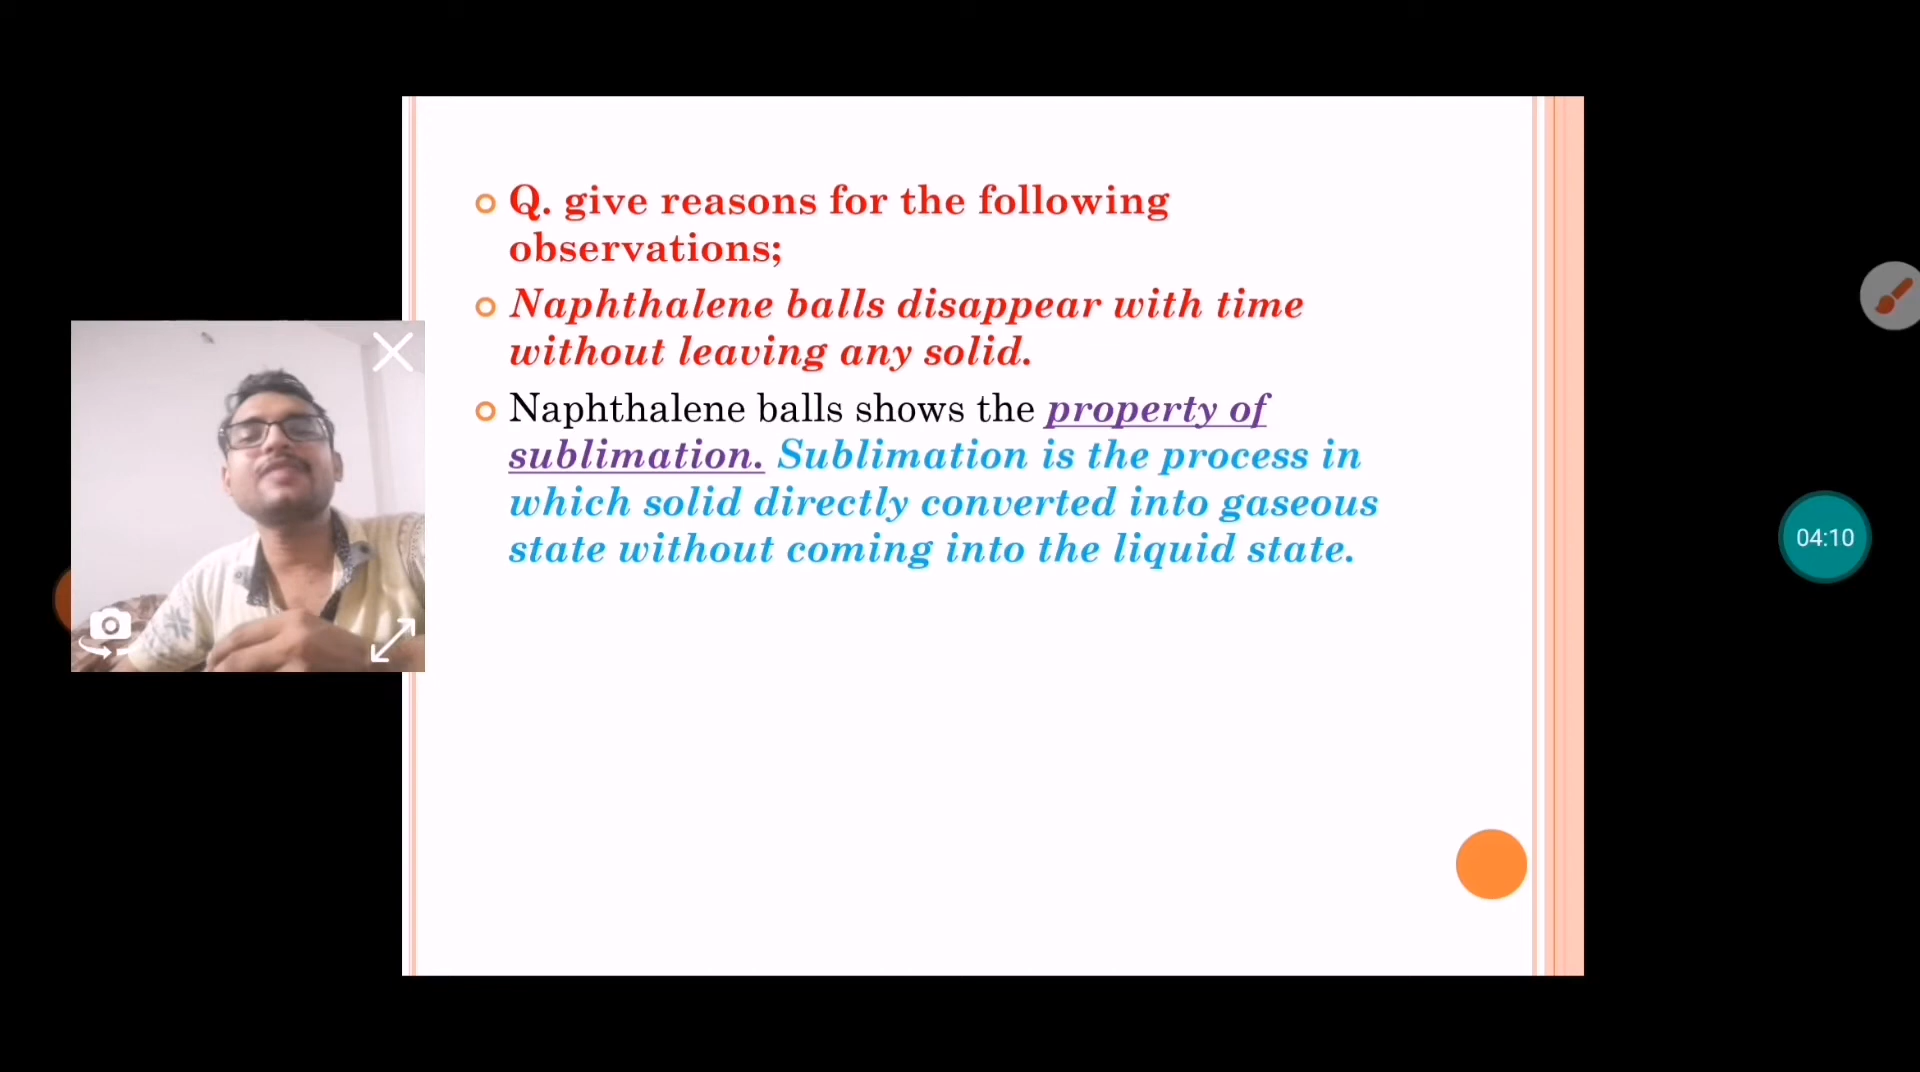 Q. give reasons for the following
observations;
Naphthalene balls disappear with time
without leaving any solid.
Naphthalene balls shows the property of
sublimation. Sublimation is the process in
which solid directly converted into gaseous
state without coming into the liquid state.
04:10